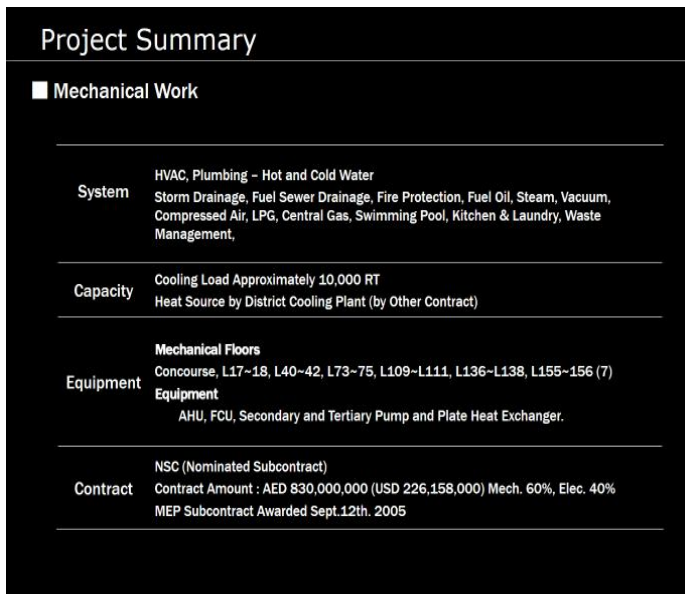 Project Summary
Mechanical Work
System
HVAC, Plumbing – Hot and Cold Water
Storm Drainage, Fuel Sewer Drainage, Fire Protection, Fuel Oil, Steam, Vacuum,
Compressed Air, LPG, Central Gas, Swimming Pool, Kitchen & Laundry, Waste
Management,
Capacity
Cooling Load Approximately 10,000 RT
Heat Source by District Cooling Plant (by Other Contract)
Equipment
Mechanical Floors
Concourse, L17~18, L40~42, L73~75, L109~L111, L136~L138, L155~156 (7)
Equipment
AHU, FCU, Secondary and Tertiary Pump and Plate Heat Exchanger.
Contract
NSC (Nominated Subcontract)
Contract Amount : AED 830,000,000 (USD 226,158,000) Mech. 60%, Elec. 40%
MEP Subcontract Awarded Sept.12th. 2005